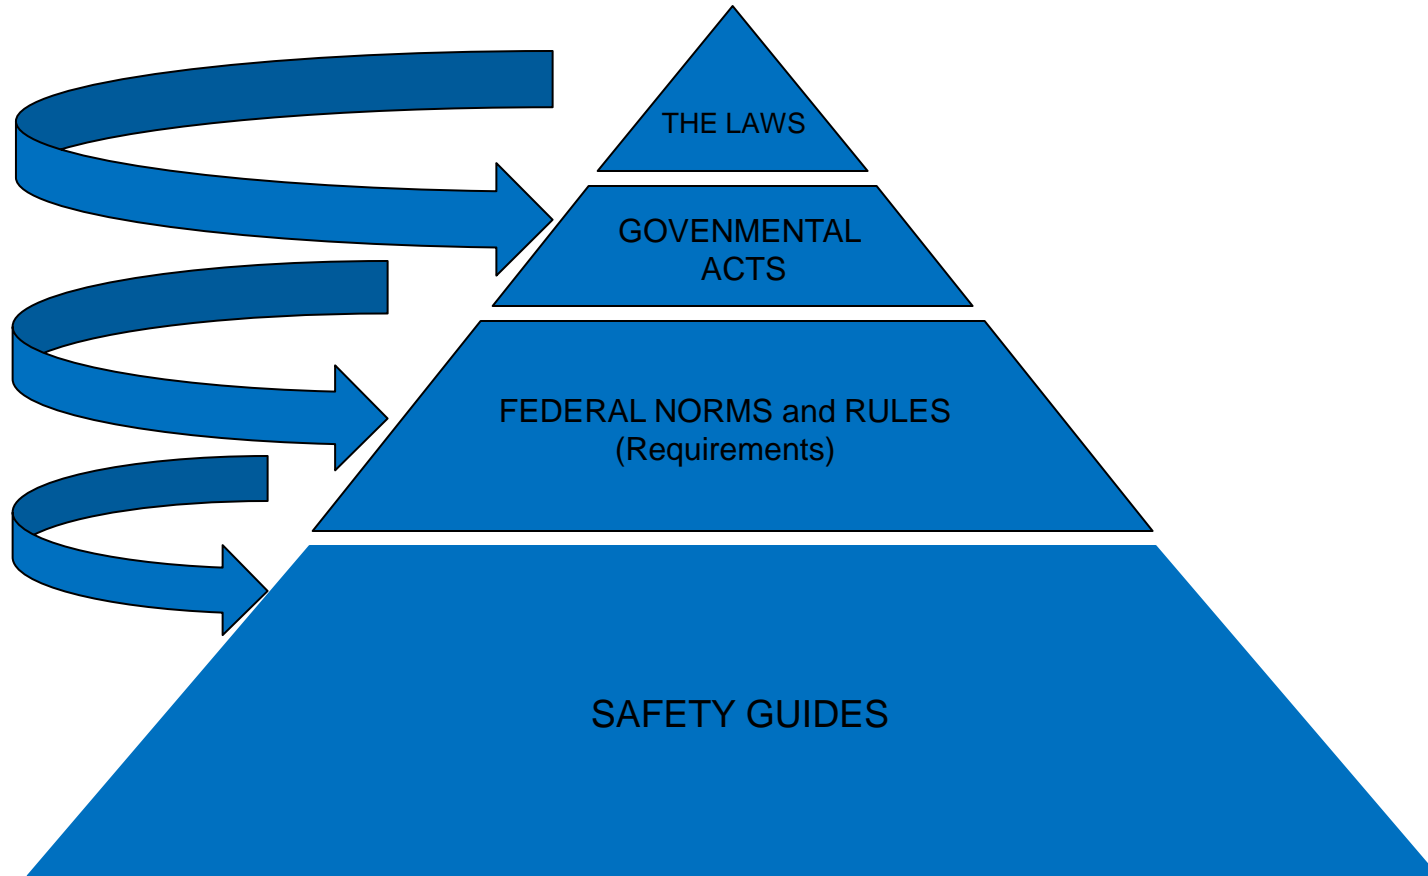 THE LAWS
GOVENMENTAL
ACTS
FEDERAL NORMS and RULES
(Requirements)
SAFETY GUIDES